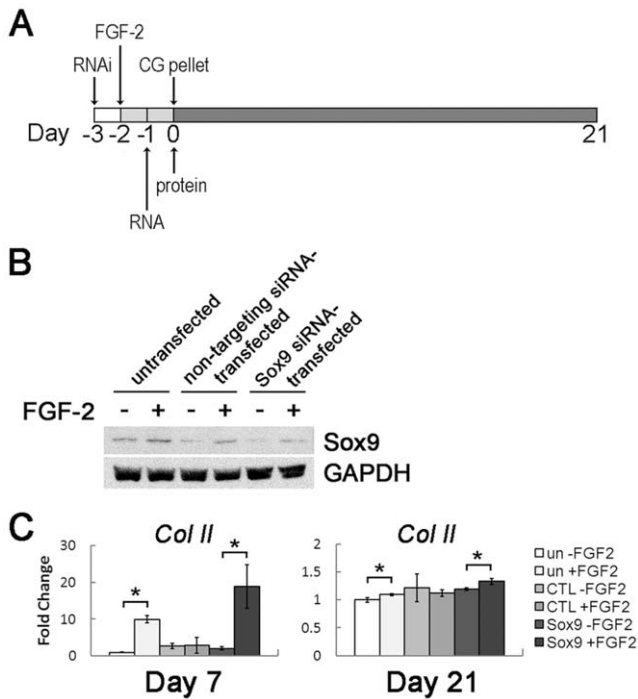 A
FGF-2
RNAi
CG pellet
Day -3 -2 -1 0 21
protein
RNA
B
untransfected
non-targeting siRNA-
transfected
Sox9 siRNA-
transfected
FGF-2 - + - + - +
Sox9
GAPDH
C
Col II
Fold Change
30
20
10
0
*
*
Day 7
Col II
2
1.5
1
0.5
0
*
*
Day 21
un -FGF2
un +FGF2
CTL -FGF2
CTL +FGF2
Sox9 -FGF2
Sox9 +FGF2